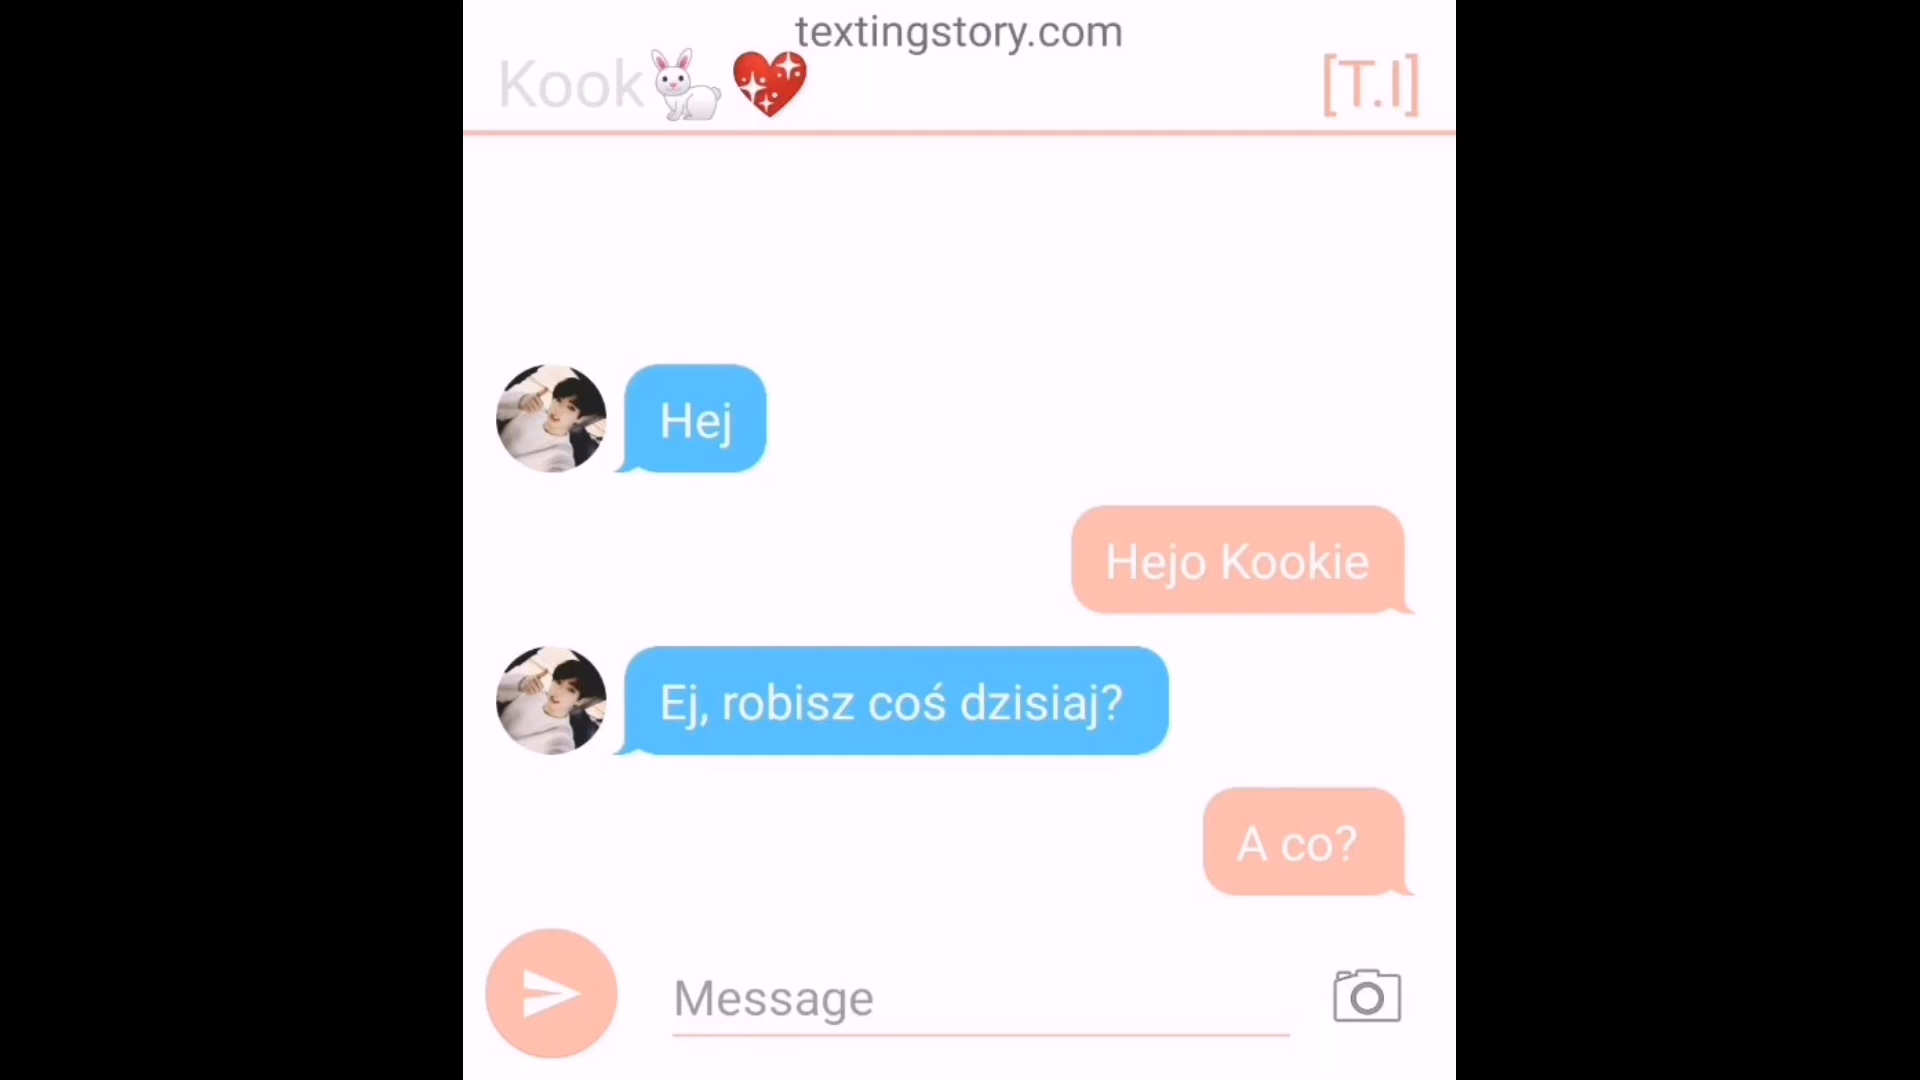 textingstory.com
Kook🐇💖 [T.I]
Hej
Hejo Kookie
Ej, robisz coś dzisiaj?
A co?
Message